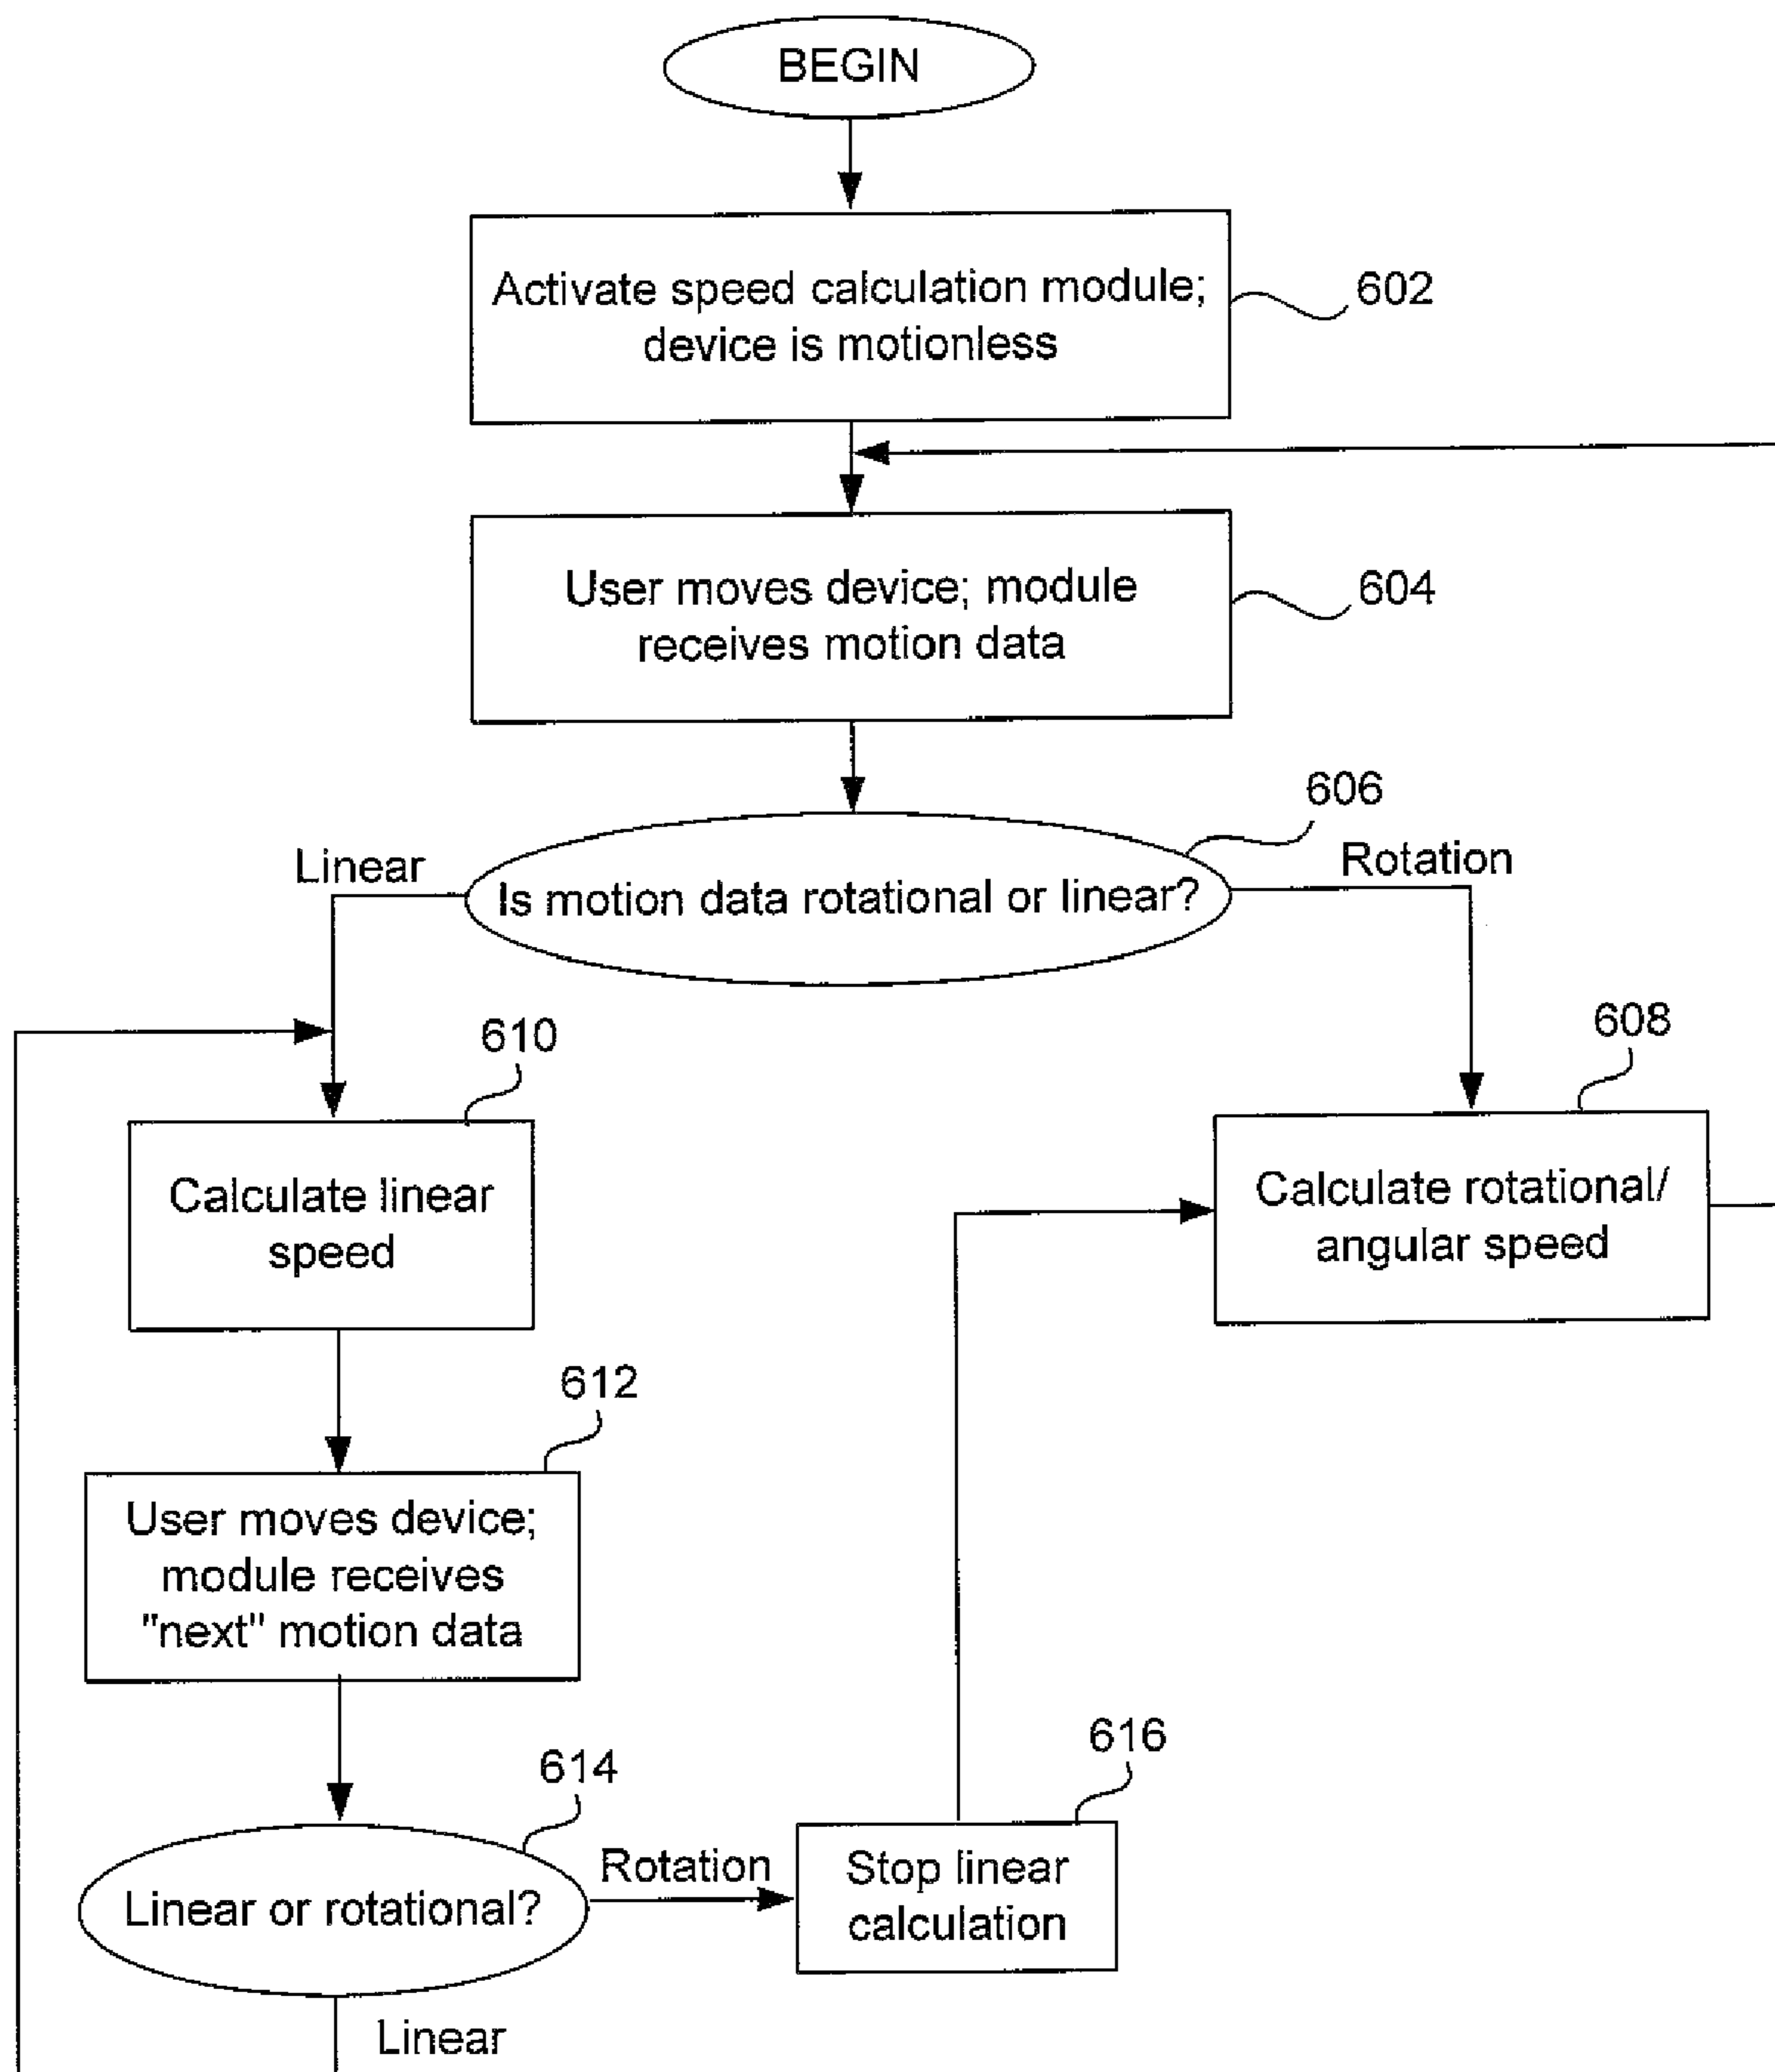 BEGIN
Activate speed calculation module;
device is motionless
602
User moves device; module
receives motion data
604
606
Linear
Rotation
Is motion data rotational or linear?
610
608
Calculate linear
speed
Calculate rotational/
angular speed
612
User moves device;
module receives
"next" motion data
616
614
Rotation
Stop linear
calculation
Linear or rotational?
Linear